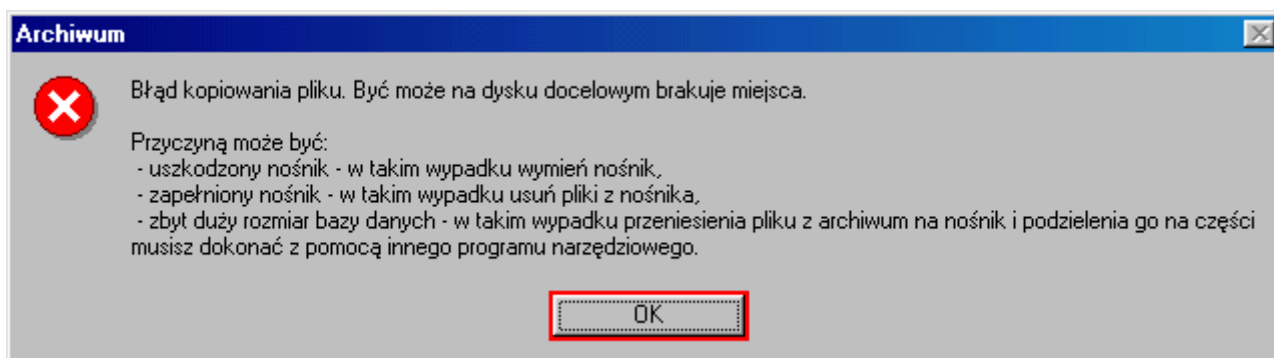 Archiwum
Błąd kopiowania pliku. Być może na dysku docelowym brakuje miejsca.
Przyczyną może być:
- uszkodzony nośnik - w takim wypadku wymień nośnik,
- zapełniony nośnik - w takim wypadku usuń pliki z nośnika,
- zbyt duży rozmiar bazy danych - w takim wypadku przeniesienia pliku z archiwum na nośnik i podzielenia go na części
musisz dokonać z pomocą innego programu narzędziowego.
OK